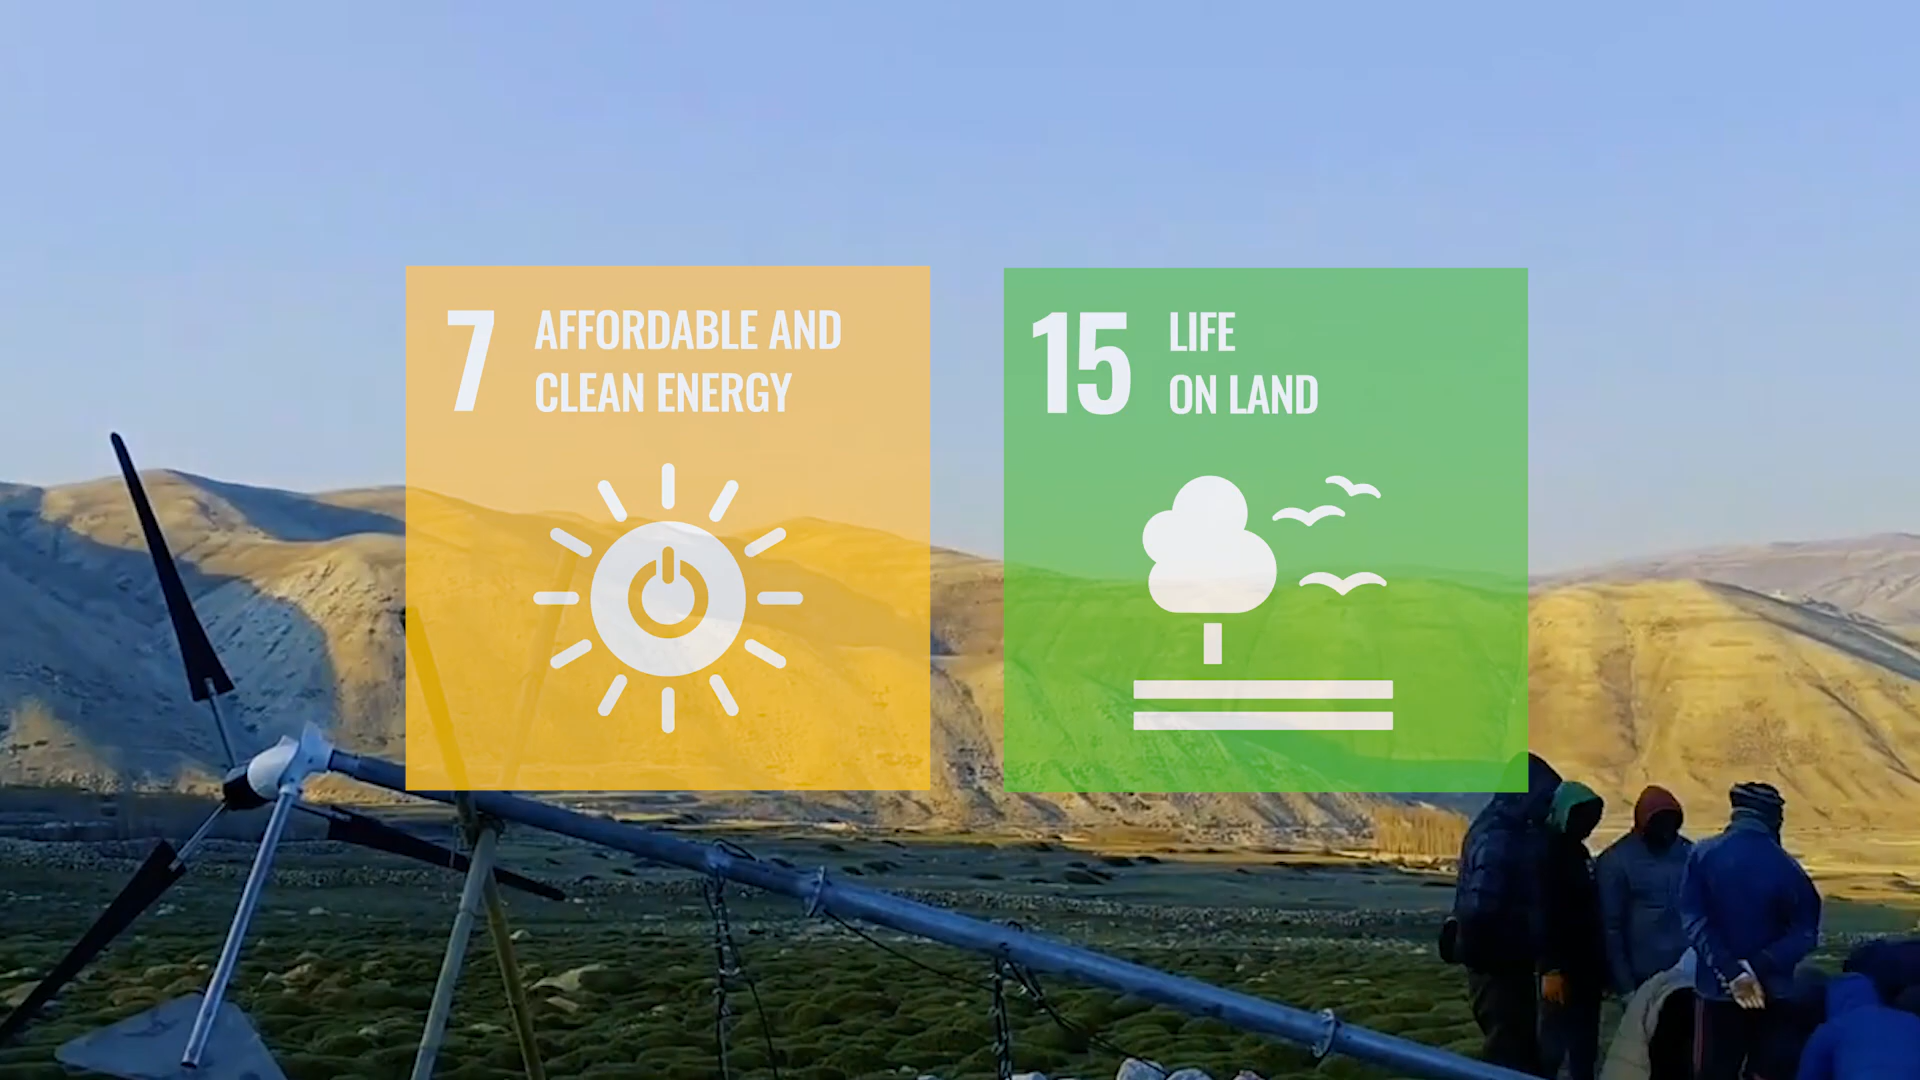 7
AFFORDABLE AND
CLEAN ENERGY
15
LIFE
ON LAND